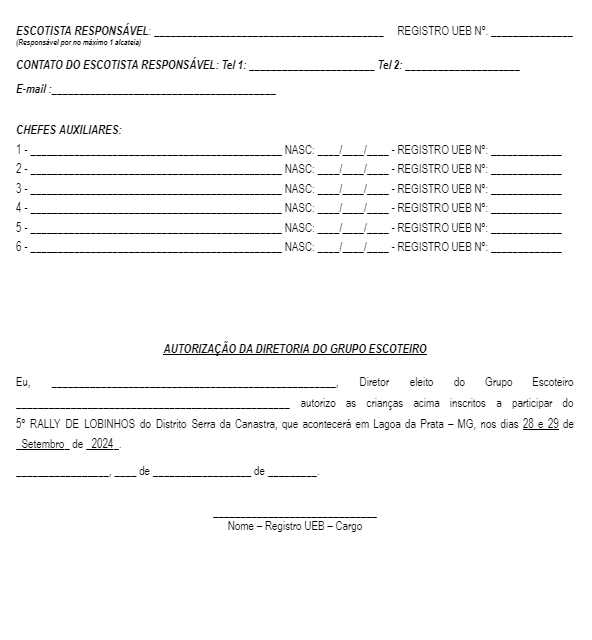 ESCOTISTA RESPONSÁVEL: ________________________________________ REGISTRO UEB Nº. ______________
(Responsável por no máximo 1 alcateia)
CONTATO DO ESCOTISTA RESPONSÁVEL: Tel 1: ______________________ Tel 2: ____________________
E-mail :_______________________________________
CHEFES AUXILIARES:
1 - ____________________________________________ NASC: ____/____/____ - REGISTRO UEB Nº: ____________
2 - ____________________________________________ NASC: ____/____/____ - REGISTRO UEB Nº: ____________
3 - ____________________________________________ NASC: ____/____/____ - REGISTRO UEB Nº: ____________
4 - ____________________________________________ NASC: ____/____/____ - REGISTRO UEB Nº: ____________
5 - ____________________________________________ NASC: ____/____/____ - REGISTRO UEB Nº: ____________
6 - ____________________________________________ NASC: ____/____/____ - REGISTRO UEB Nº: ____________
AUTORIZAÇÃO DA DIRETORIA DO GRUPO ESCOTEIRO
Eu, __________________________________________________, Diretor eleito do Grupo Escoteiro
________________________________________________ autorizo as crianças acima inscritos a participar do
5º RALLY DE LOBINHOS do Distrito Serra da Canastra, que acontecerá em Lagoa da Prata – MG, nos dias 28 e 29 de
_Setembro_ de _2024_.
________________, ____ de _________________ de ________.
____________________________
Nome – Registro UEB – Cargo